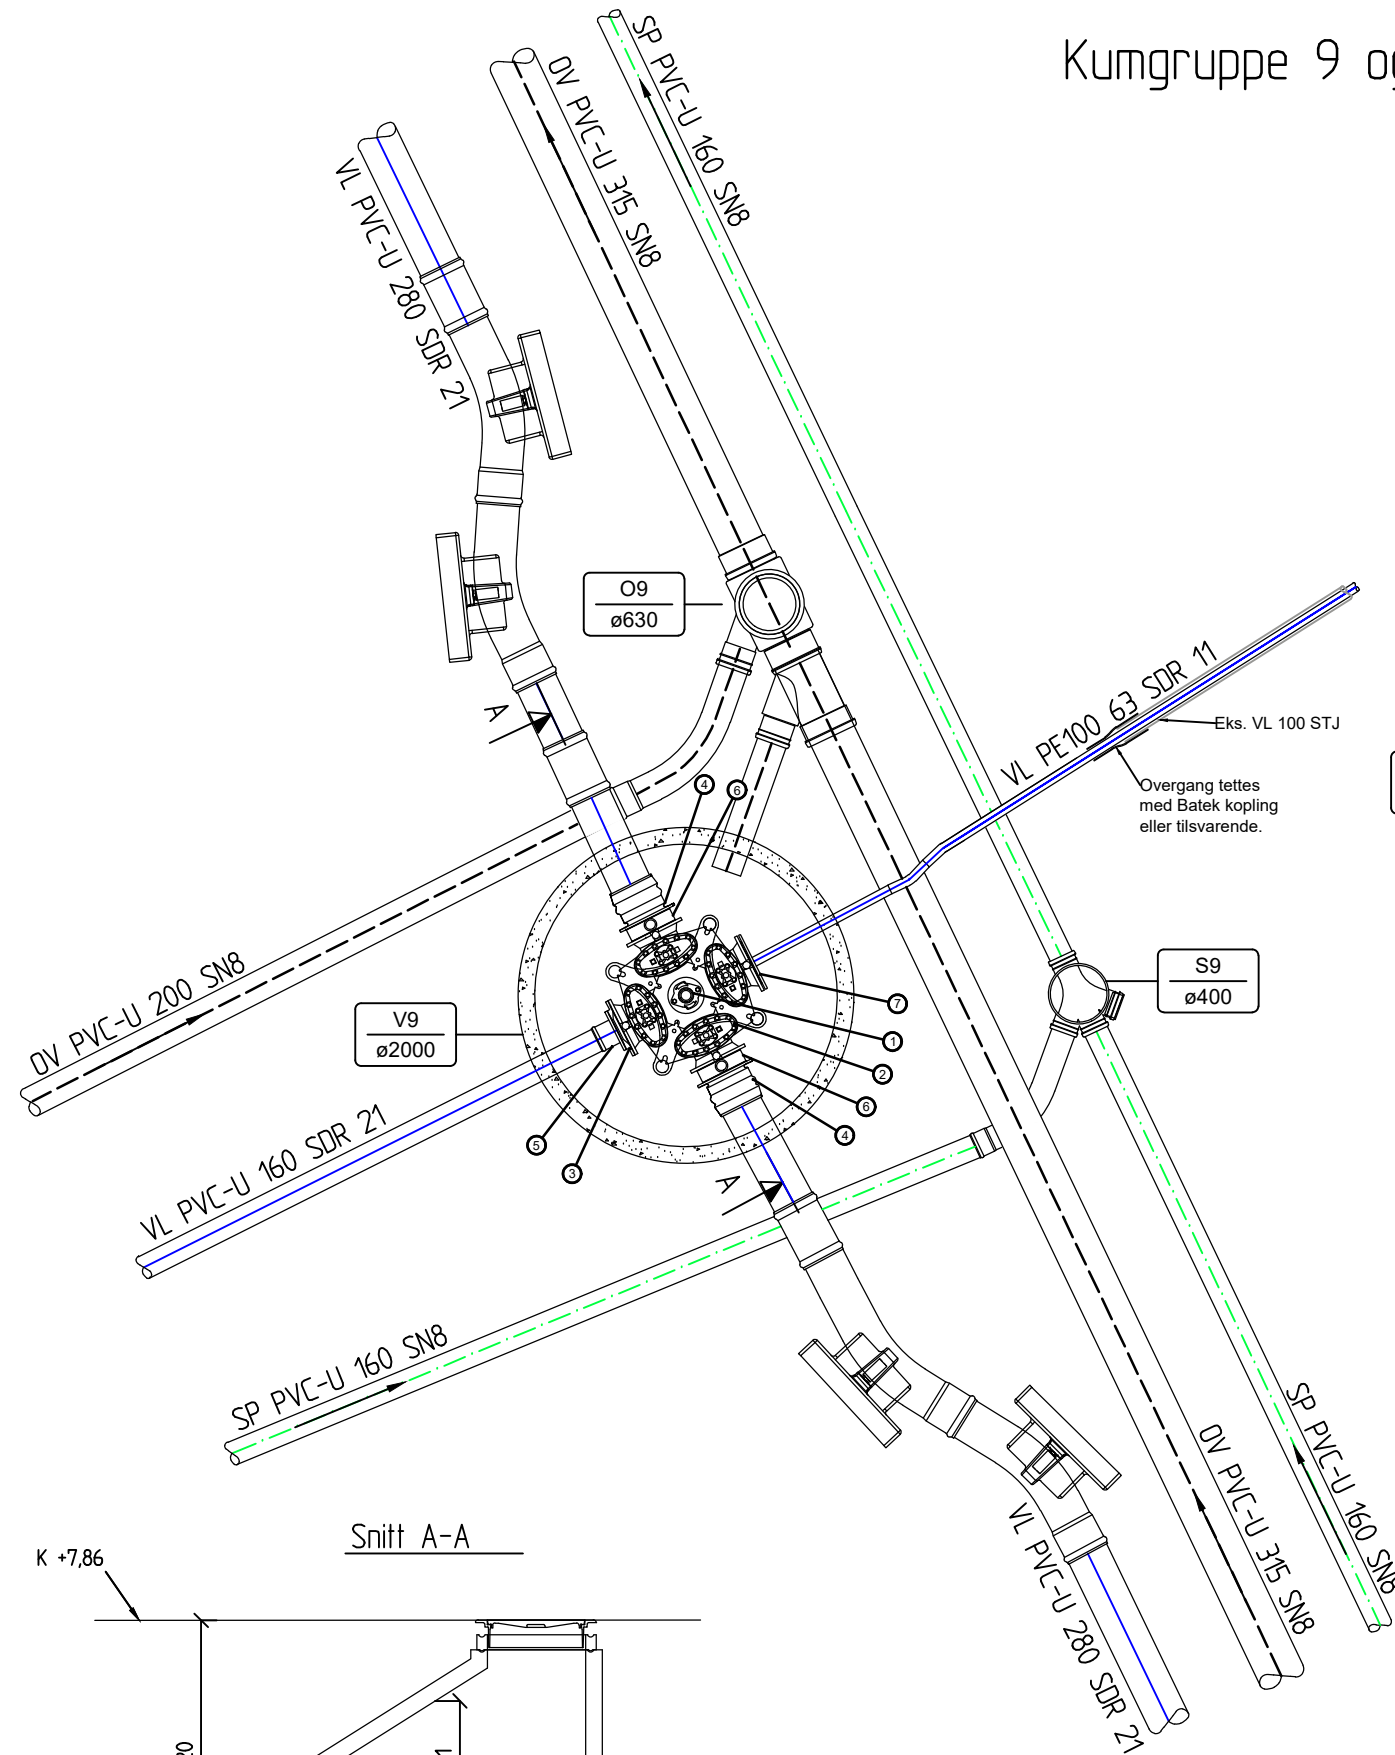 Kumgruppe 9 og
SP PVC-U 160 SN8
OV PVC-U 315 SN8
VL PVC-U 280 SDR 21
O9
ø630
A
VL PE100 63 SDR 11
Eks. VL 100 STJ
Overgang tettes
med Batek kopling
eller tilsvarende.
4
6
OV PVC-U 200 SN8
V9
ø2000
S9
ø400
7
1
2
6
4
5
3
VL PVC-U 160 SDR 21
A
SP PVC-U 160 SN8
SP PVC-U 160 SN8
OV PVC-U 315 SN8
VL PVC-U 280 SDR 21
Snitt A-A
K +7,86